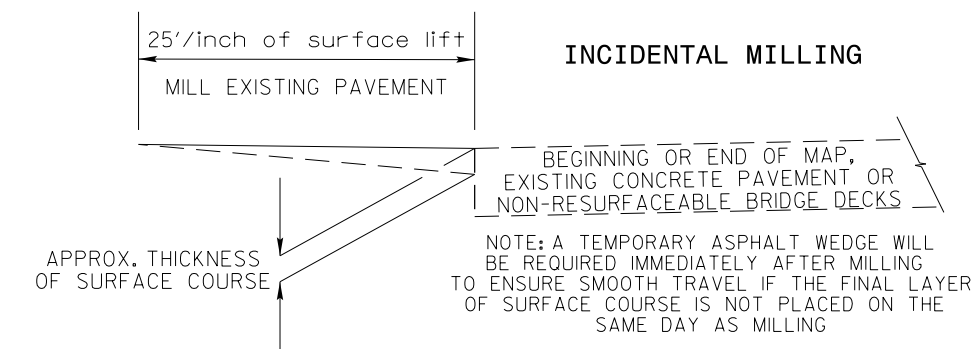 25'/inch of surface lift
MILL EXISTING PAVEMENT
INCIDENTAL MILLING
BEGINNING OR END OF MAP,
EXISTING CONCRETE PAVEMENT OR
NON-RESURFACEABLE BRIDGE DECKS
APPROX. THICKNESS
OF SURFACE COURSE
NOTE: A TEMPORARY ASPHALT WEDGE WILL
BE REQUIRED IMMEDIATELY AFTER MILLING
TO ENSURE SMOOTH TRAVEL IF THE FINAL LAYER
OF SURFACE COURSE IS NOT PLACED ON THE
SAME DAY AS MILLING